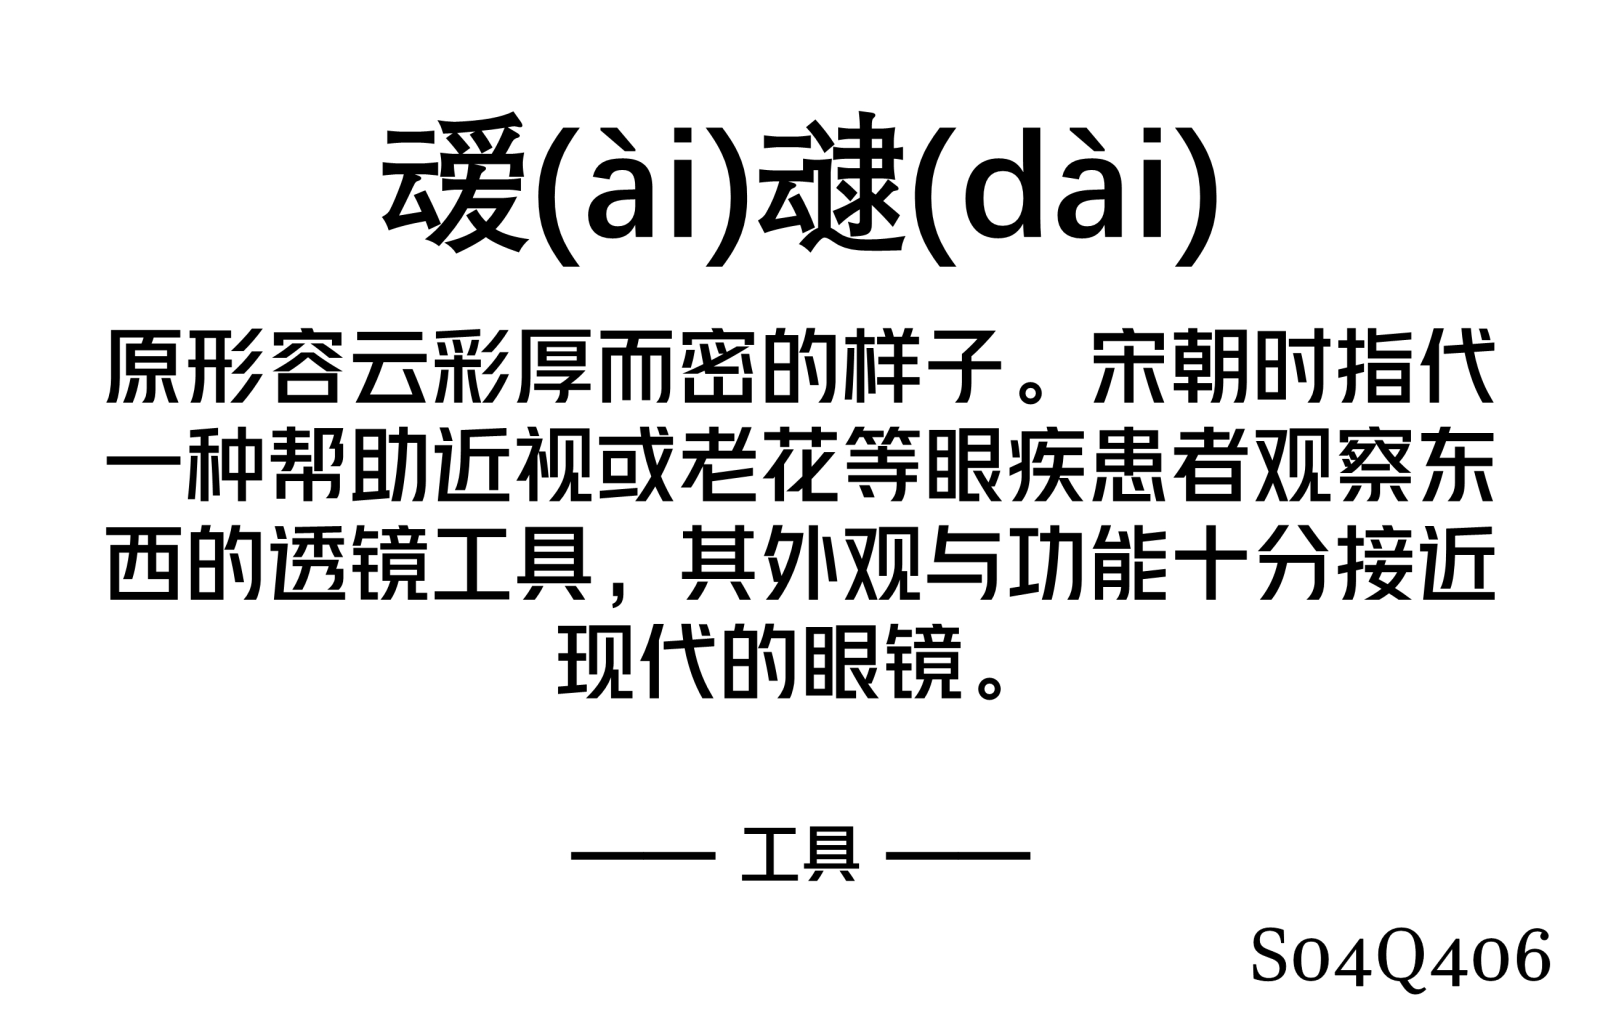 叆(ài)叇(dài)
原形容云彩厚而密的样子。宋朝时指代
一种帮助近视或老花等眼疾患者观察东
西的透镜工具，其外观与功能十分接近
现代的眼镜。
—— 工具 ——
S04Q406